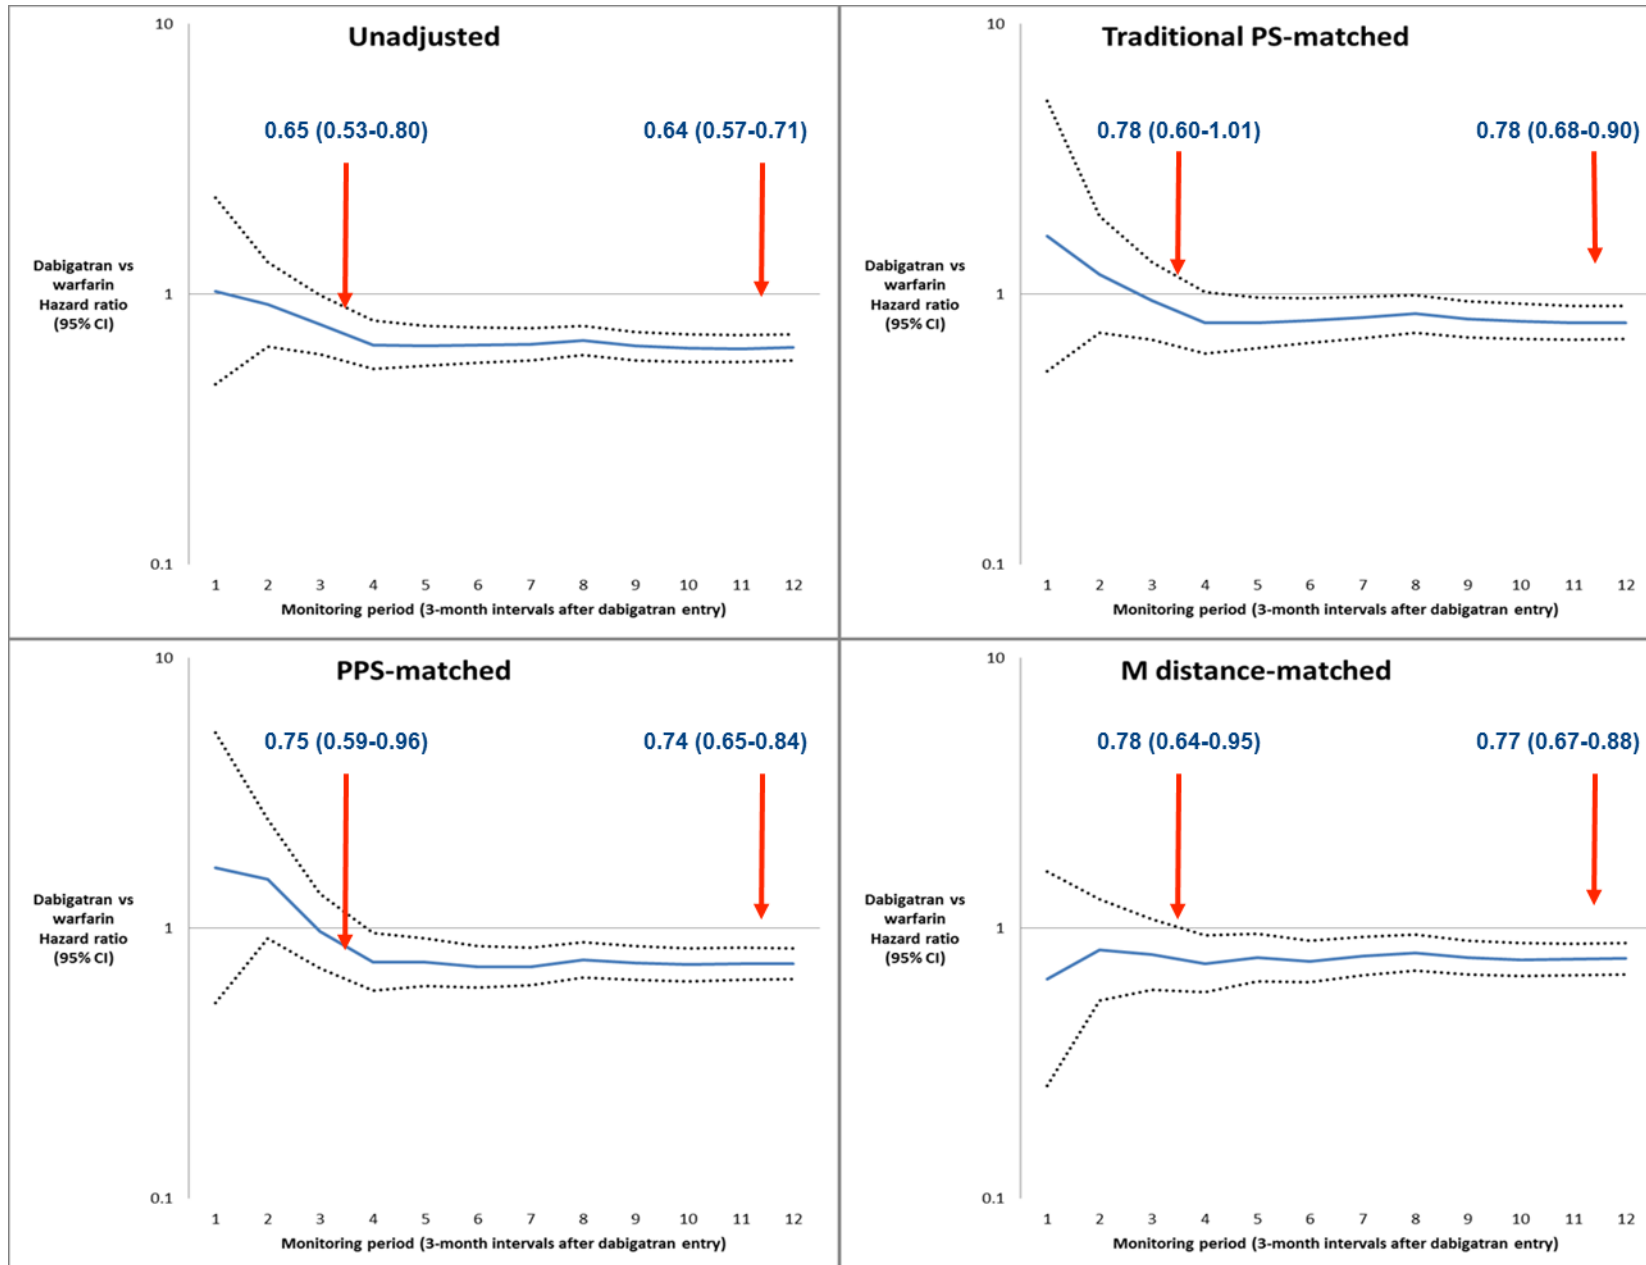 Unadjusted
10
0.65 (0.53-0.80)
0.64 (0.57-0.71)
Dabigatran vs
warfarin
Hazard ratio
(95% CI)
1
0.1
1 2 3 4 5 6 7 8 9 10 11 12
Monitoring period (3-month intervals after dabigatran entry)
Traditional PS-matched
10
0.78 (0.60-1.01)
0.78 (0.68-0.90)
Dabigatran vs
warfarin
Hazard ratio
(95% CI)
1
0.1
1 2 3 4 5 6 7 8 9 10 11 12
Monitoring period (3-month intervals after dabigatran entry)
PPS-matched
10
0.75 (0.59-0.96)
0.74 (0.65-0.84)
Dabigatran vs
warfarin
Hazard ratio
(95% CI)
1
0.1
1 2 3 4 5 6 7 8 9 10 11 12
Monitoring period (3-month intervals after dabigatran entry)
M distance-matched
10
0.78 (0.64-0.95)
0.77 (0.67-0.88)
Dabigatran vs
warfarin
Hazard ratio
(95% CI)
1
0.1
1 2 3 4 5 6 7 8 9 10 11 12
Monitoring period (3-month intervals after dabigatran entry)